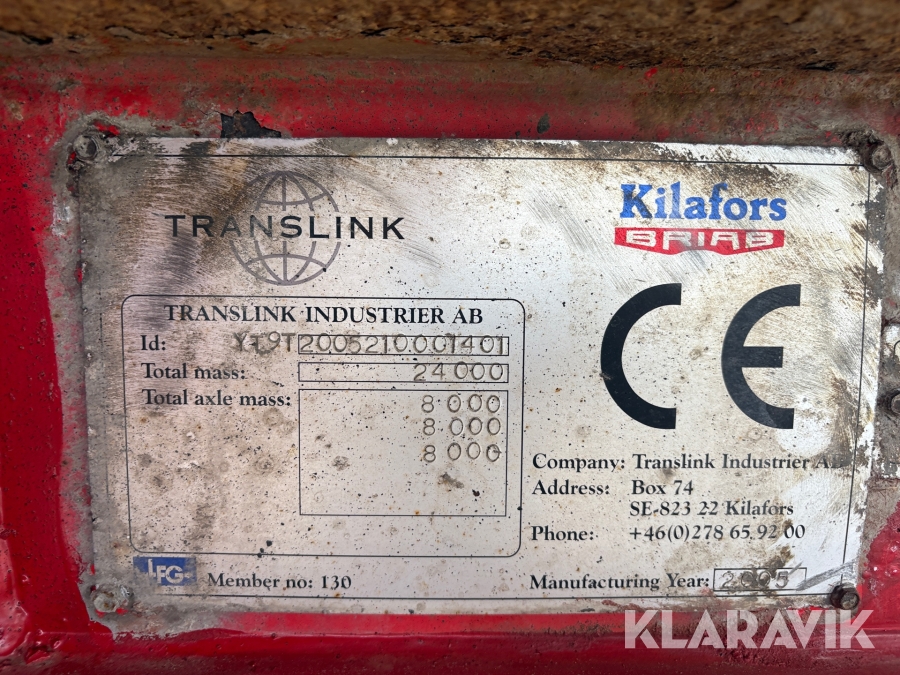 TRANSLINK
Kilafors
BRIAB
CE
TRANSLINK INDUSTRIER AB
Id:
Total mass: 24000
Total axle mass: 8000
8000
8000
Company: Translink Industrier AB
Address: Box 74
SE-823 22 Kilafors
Phone: +46(0)278 65 92 00
LFG
Member no: 130
Manufacturing Year: 2005
KLARAVIK